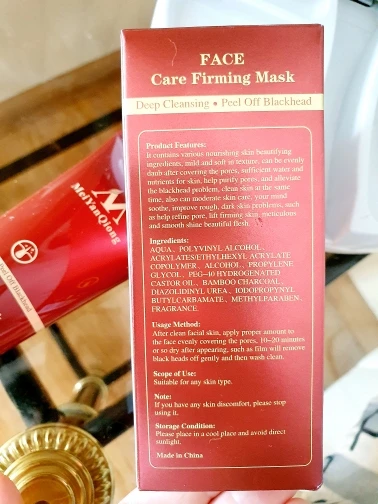 FACE
Care Firming Mask
Deep Cleansing • Peel Off Blackhead
Product Features:
It contains various nourishing skin beautifying
ingredients, mild and soft in texture, can be evenly
daub after covering the pores, sufficient water and
nutrients for skin, help purify pores, and alleviate
the blackhead problem, clean skin at the same
time, also can moderate skin care, your mind
soothe, improve rough, dark skin problems, such
as help refine pore, lift firming skin, meticulous
and smooth shine beautiful flesh.
Ingredients:
AQUA、POLYVINYL ALCOHOL、
ACRYLATES/ETHYLHEXYL ACRYLATE
COPOLYMER、ALCOHOL、PROPYLENE
GLYCOL、PEG-40 HYDROGENATED
CASTOR OIL、BAMBOO CHARCOAL、
DIAZOLIDINYL UREA、IODOPROPYNYL
BUTYLCARBAMATE、METHYLPARABEN、
FRAGRANCE.
Usage Method:
After clean facial skin, apply proper amount to
the face evenly covering the pores, 10-20 minutes
or so dry after appearing, such as film will remove
black heads off gently and then wash clean.
Scope of Use:
Suitable for any skin type.
Note:
If you have any skin discomfort, please stop
using it.
Storage Condition:
Please place in a cool place and avoid direct
sunlight.
Made in China
MeiYanQiong
Peel Off Blackhead